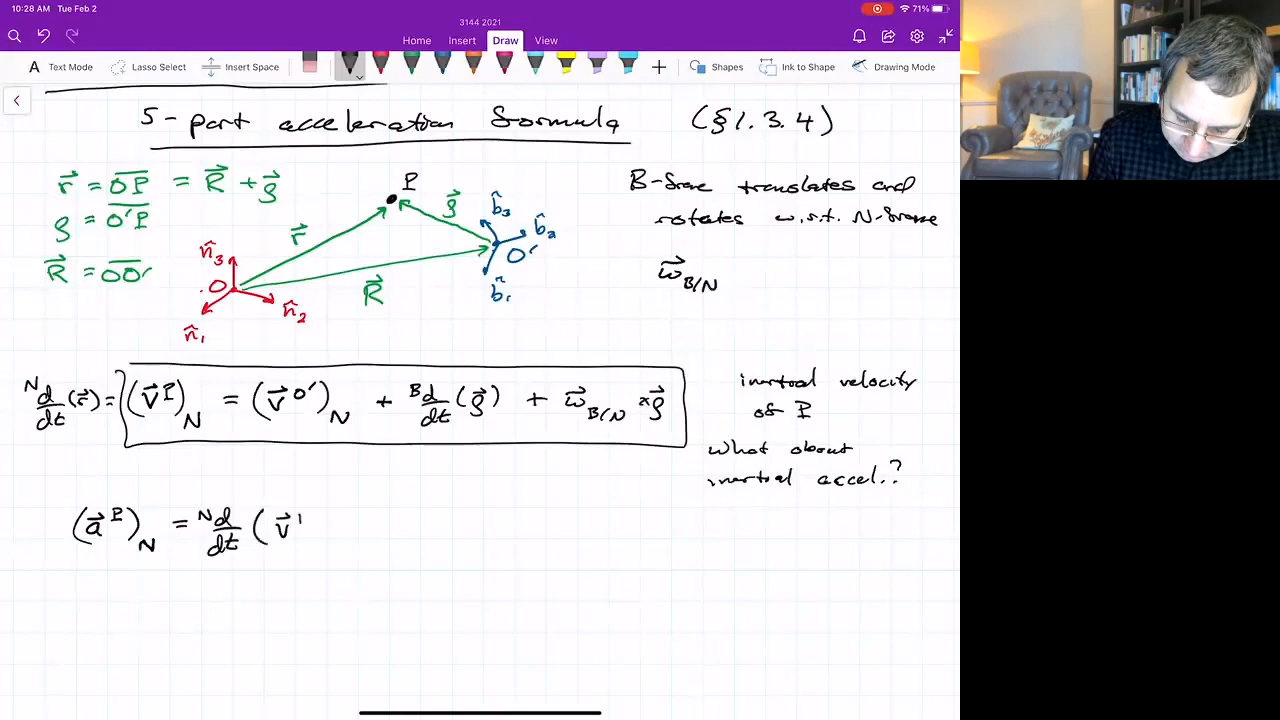 10:28 AM Tue Feb 2
71%
3144 2021
Home Insert Draw View
Text Mode Lasso Select Insert Space Shapes Ink to Shape Drawing Mode
5-part acceleration formula (§1.3.4)
r⃗ = OP = R⃗ + ρ⃗
ρ = O'P
R⃗ = OO'
P
r⃗
ρ⃗
R⃗
O
n̂₃
n̂₁
n̂₂
b̂₃
b̂₂
O'
b̂₁
B-frame translates and
rotates w.r.t. N-frame
ω⃗ B/N
ᴺd/dt (r⃗) = (v⃗ ᴾ)N = (v⃗ ᴼ')N + ᴮd/dt (ρ⃗) + ω⃗ B/N × ρ⃗
inertial velocity
of P
What about
inertial accel.?
(a⃗ ᴾ)N = ᴺd/dt ( v⃗ '